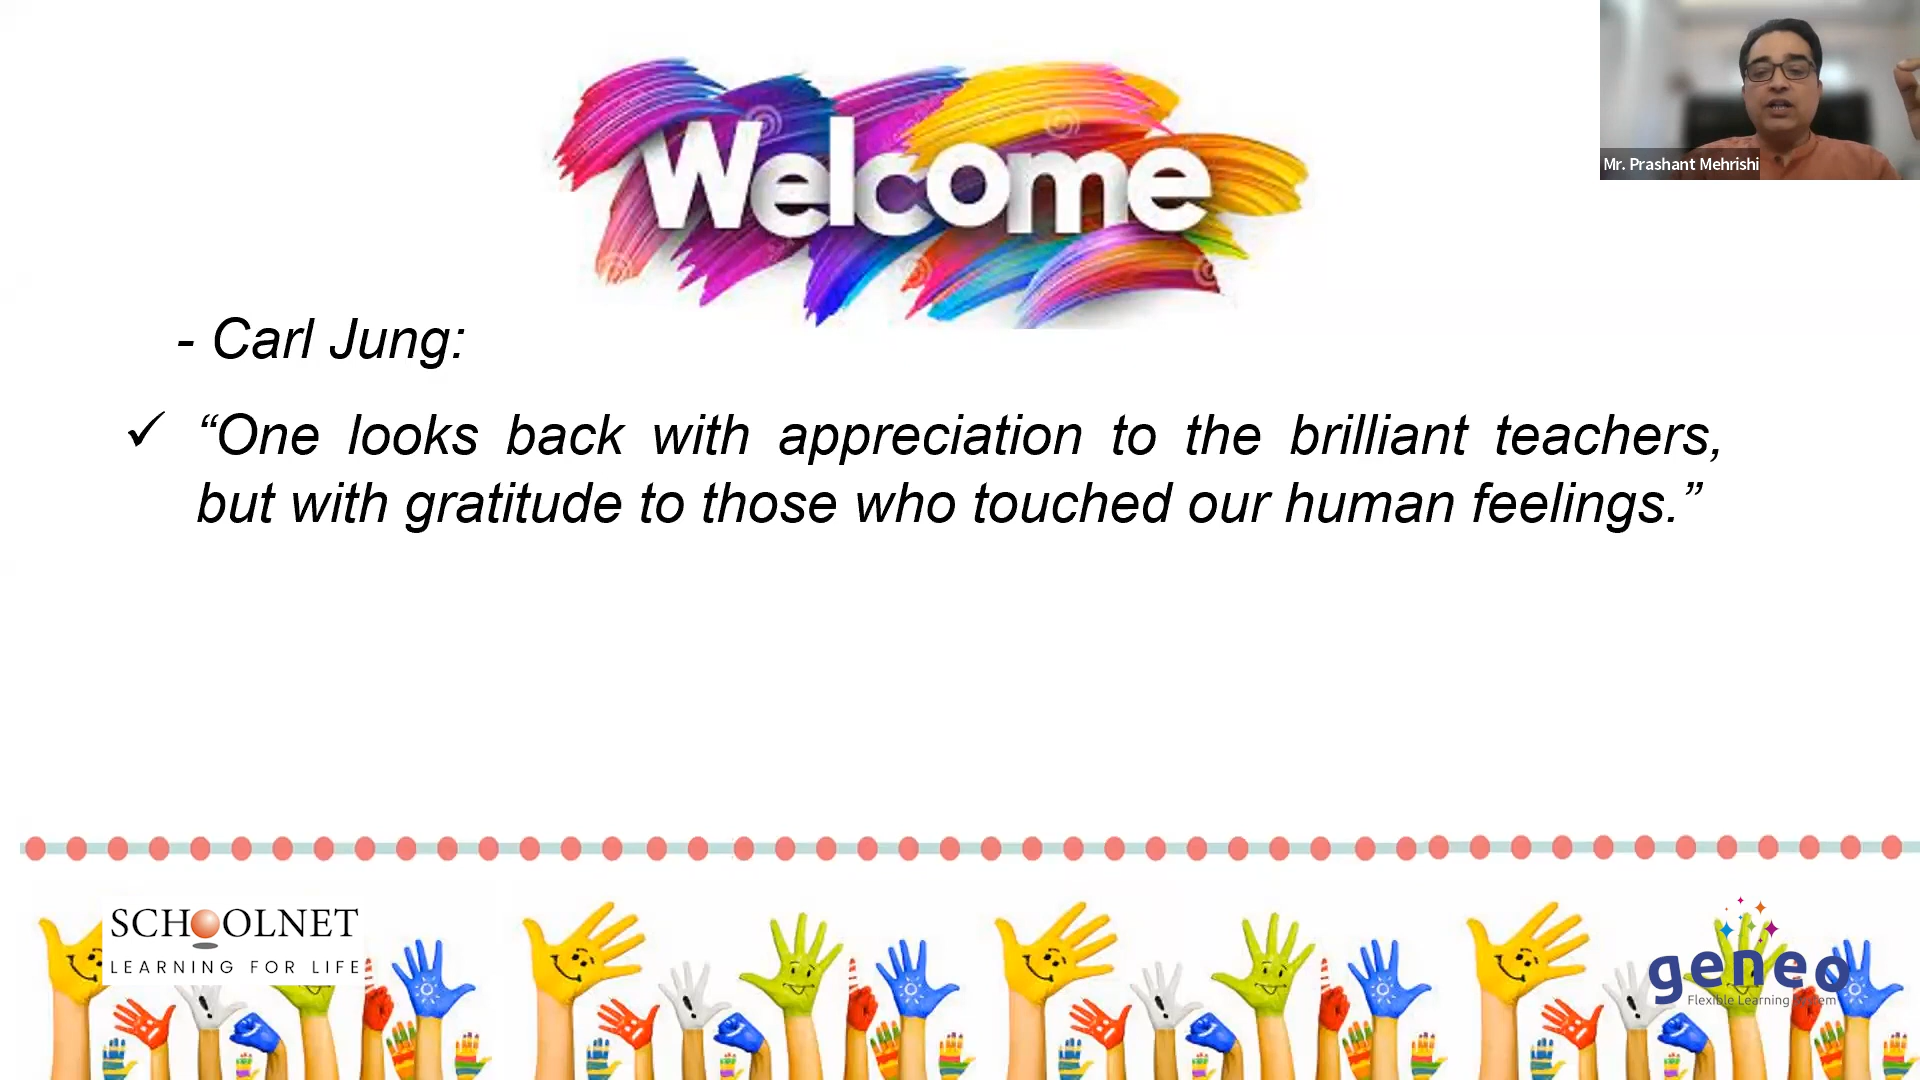 Welcome
Mr. Prashant Mehrishi
- Carl Jung:
✓ “One looks back with appreciation to the brilliant teachers,
but with gratitude to those who touched our human feelings.”
SCHOOLNET
LEARNING FOR LIFE
geneo
Flexible Learning System